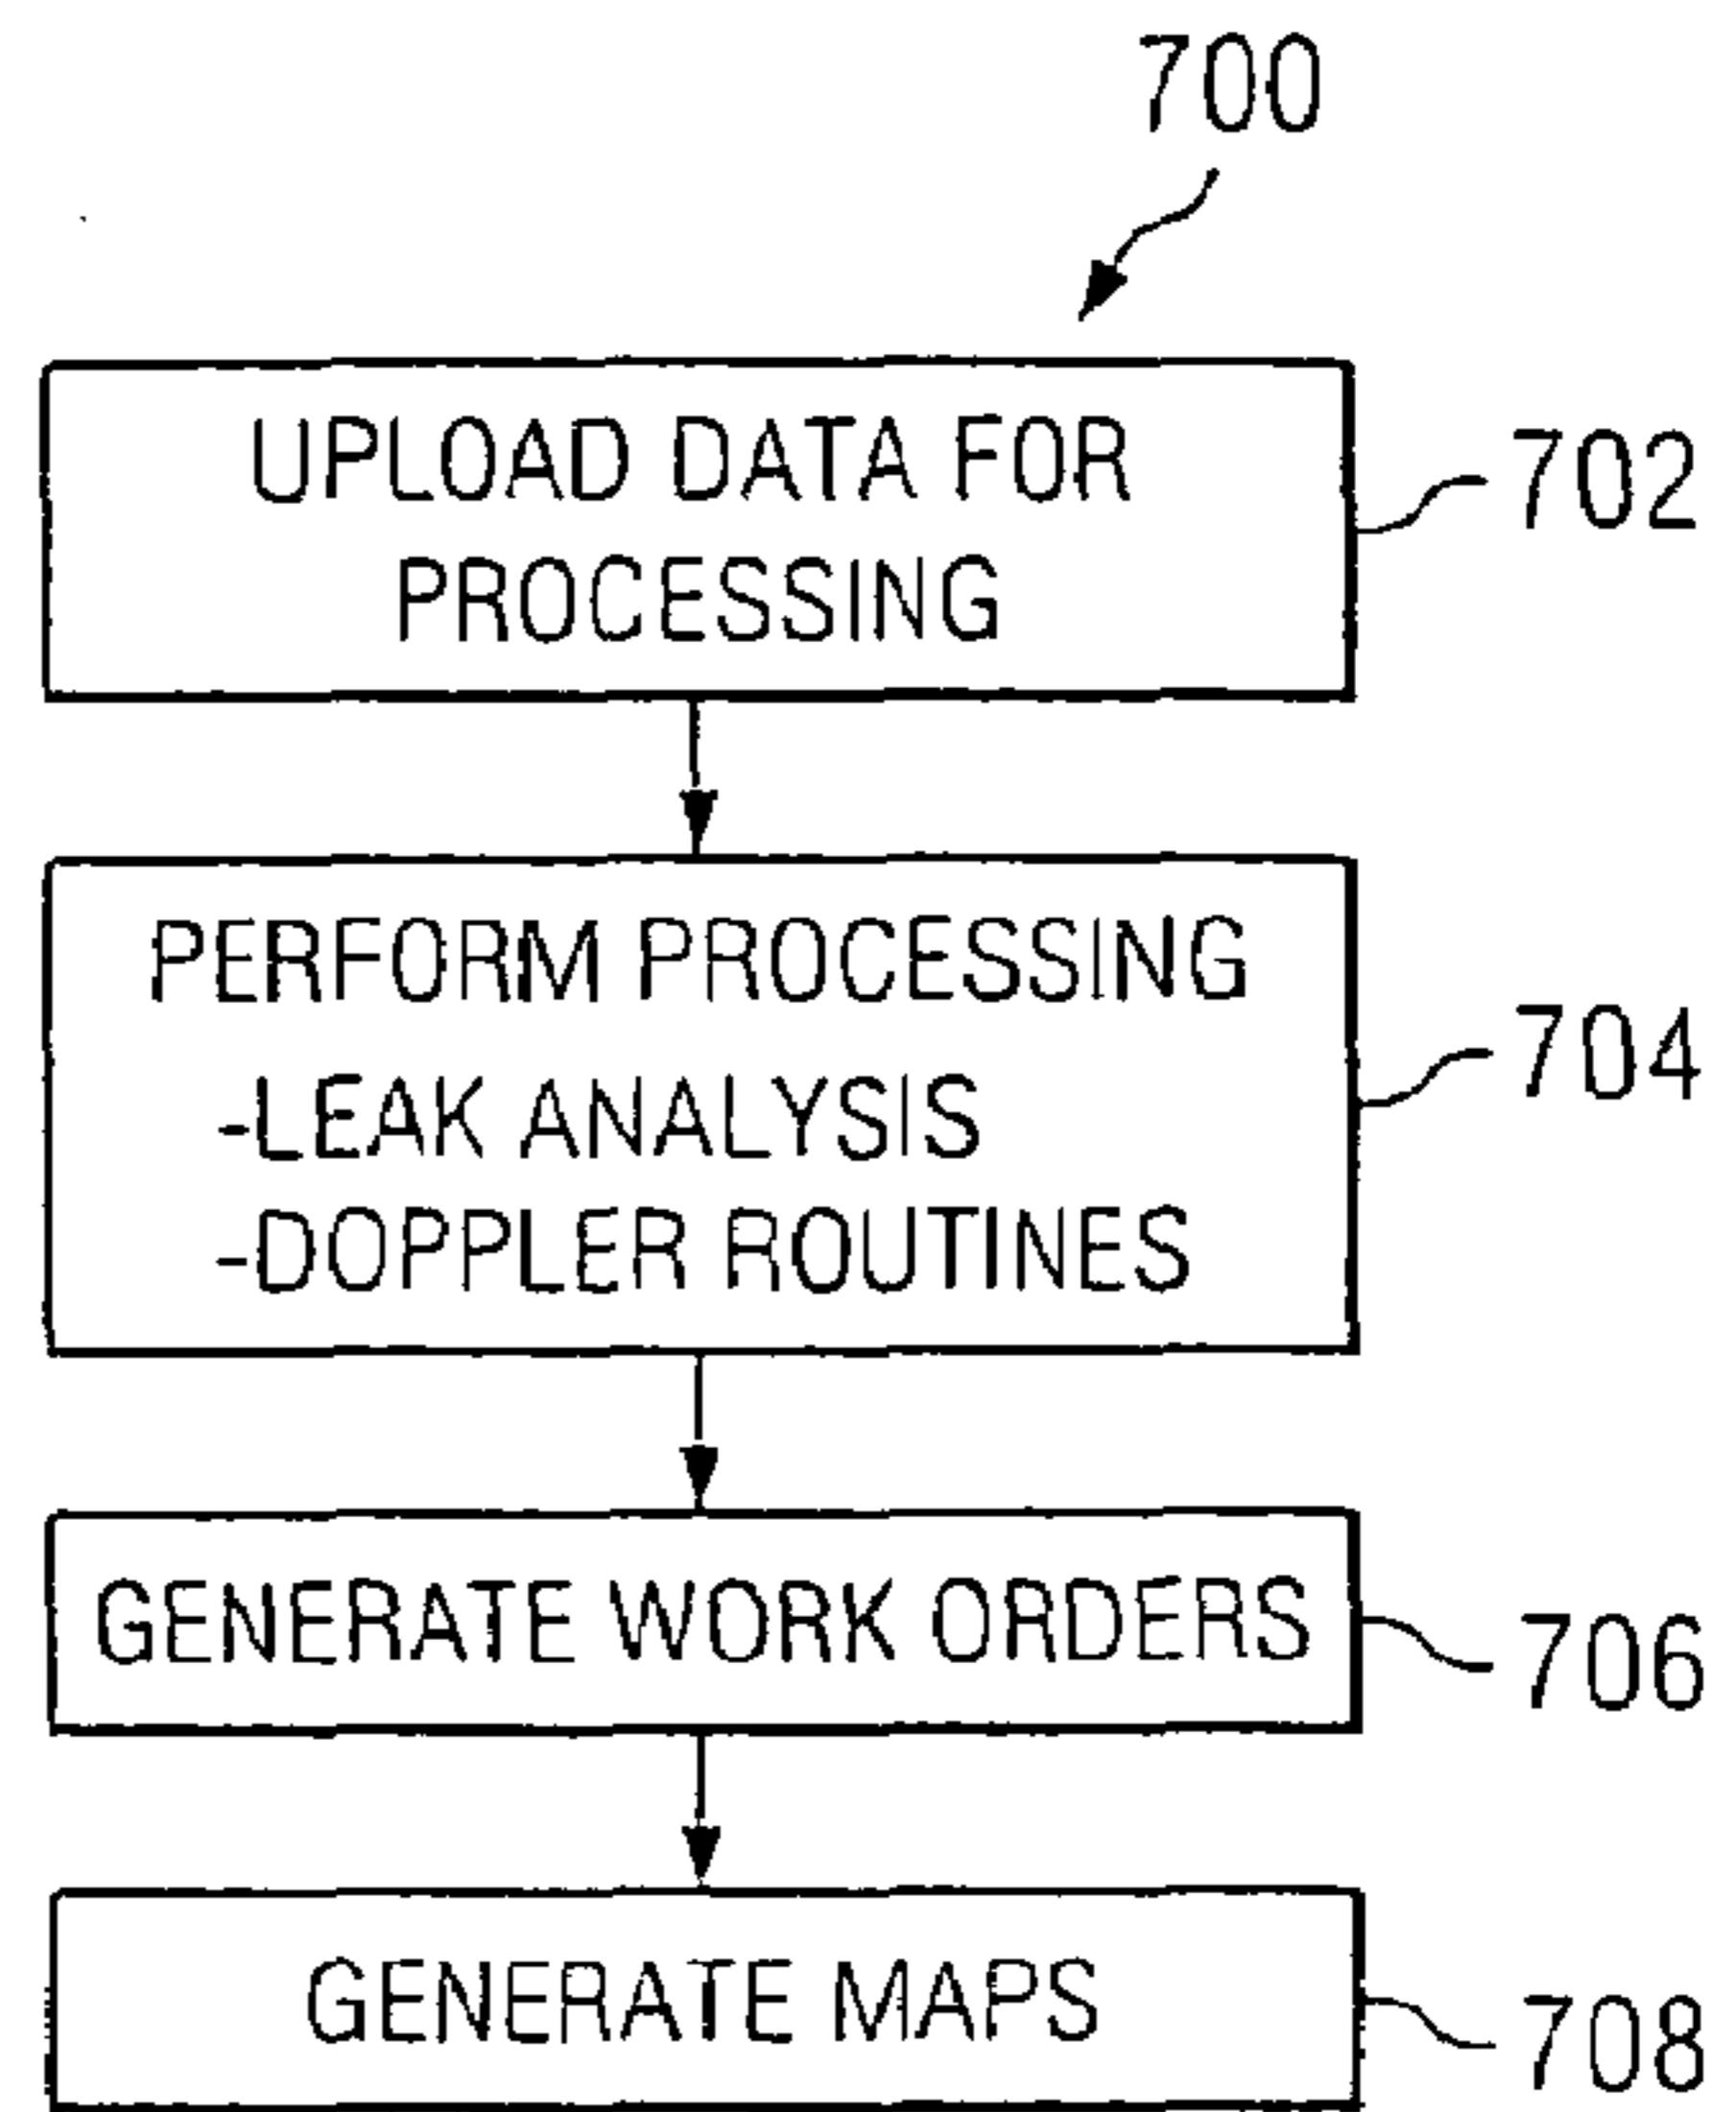 700
UPLOAD DATA FOR
PROCESSING
702
PERFORM PROCESSING
-LEAK ANALYSIS
-DOPPLER ROUTINES
704
GENERATE WORK ORDERS
706
GENERATE MAPS
708